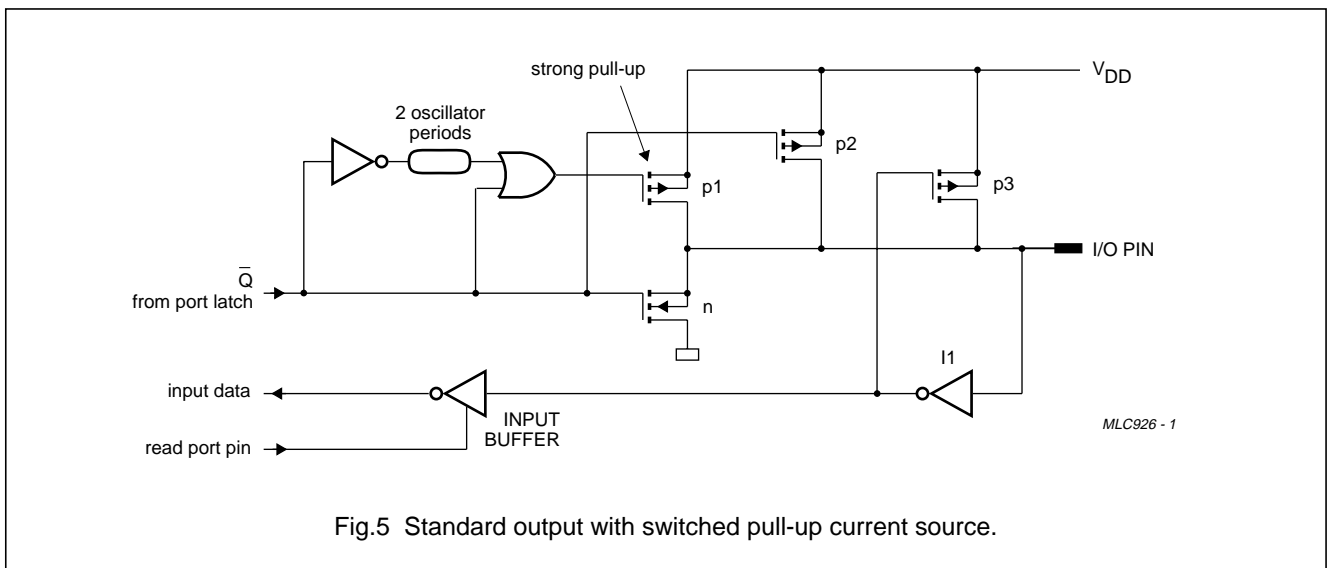 strong pull-up
2 oscillator
periods
VDD
p2
p1
p3
I/O PIN
Q̅
from port latch
n
I1
input data
INPUT
BUFFER
read port pin
MLC926 - 1
Fig.5 Standard output with switched pull-up current source.